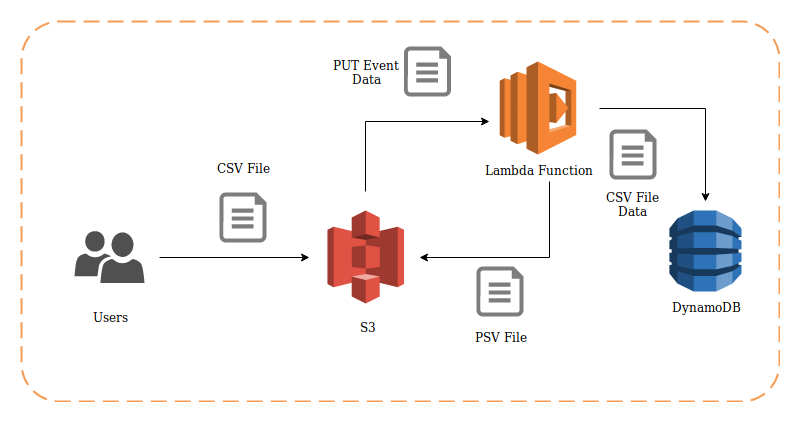 PUT Event
Data
CSV File
Lambda Function
CSV File
Data
Users
S3
PSV File
DynamoDB